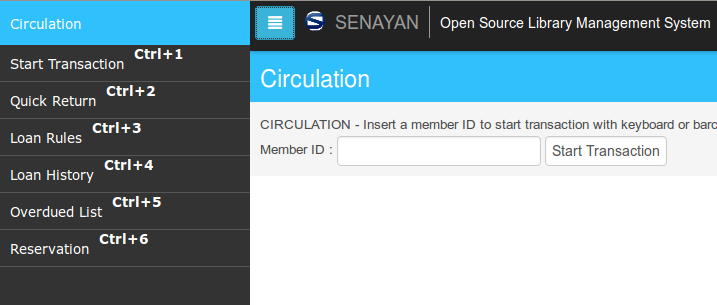 Circulation
Start Transaction Ctrl+1
Quick Return Ctrl+2
Loan Rules Ctrl+3
Loan History Ctrl+4
Overdued List Ctrl+5
Reservation Ctrl+6
SENAYAN Open Source Library Management System
Circulation
CIRCULATION - Insert a member ID to start transaction with keyboard or barc
Member ID : Start Transaction